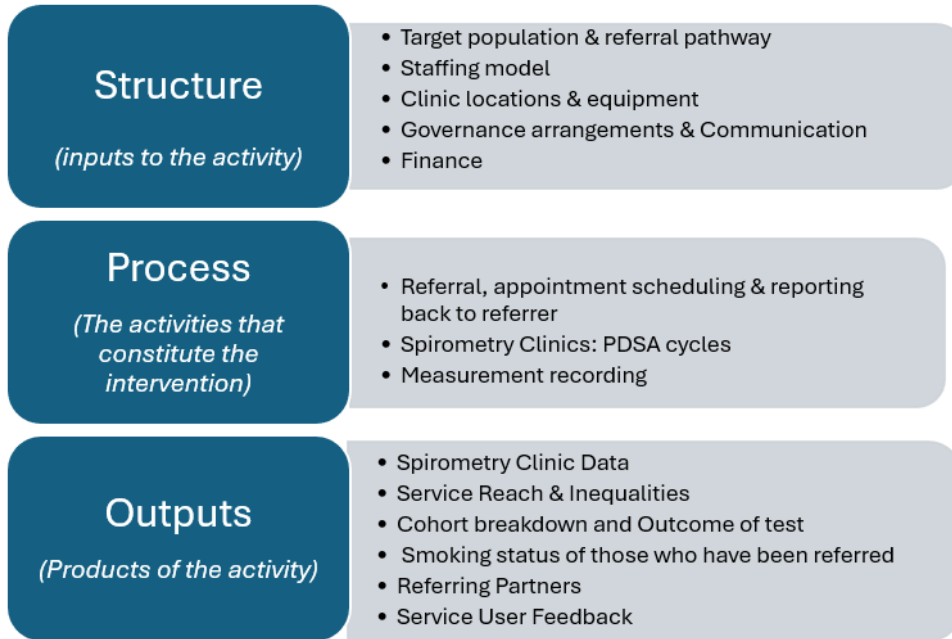 Structure
(inputs to the activity)
• Target population & referral pathway
• Staffing model
• Clinic locations & equipment
• Governance arrangements & Communication
• Finance
Process
(The activities that
constitute the
intervention)
• Referral, appointment scheduling & reporting
back to referrer
• Spirometry Clinics: PDSA cycles
• Measurement recording
Outputs
(Products of the activity)
• Spirometry Clinic Data
• Service Reach & Inequalities
• Cohort breakdown and Outcome of test
• Smoking status of those who have been referred
• Referring Partners
• Service User Feedback